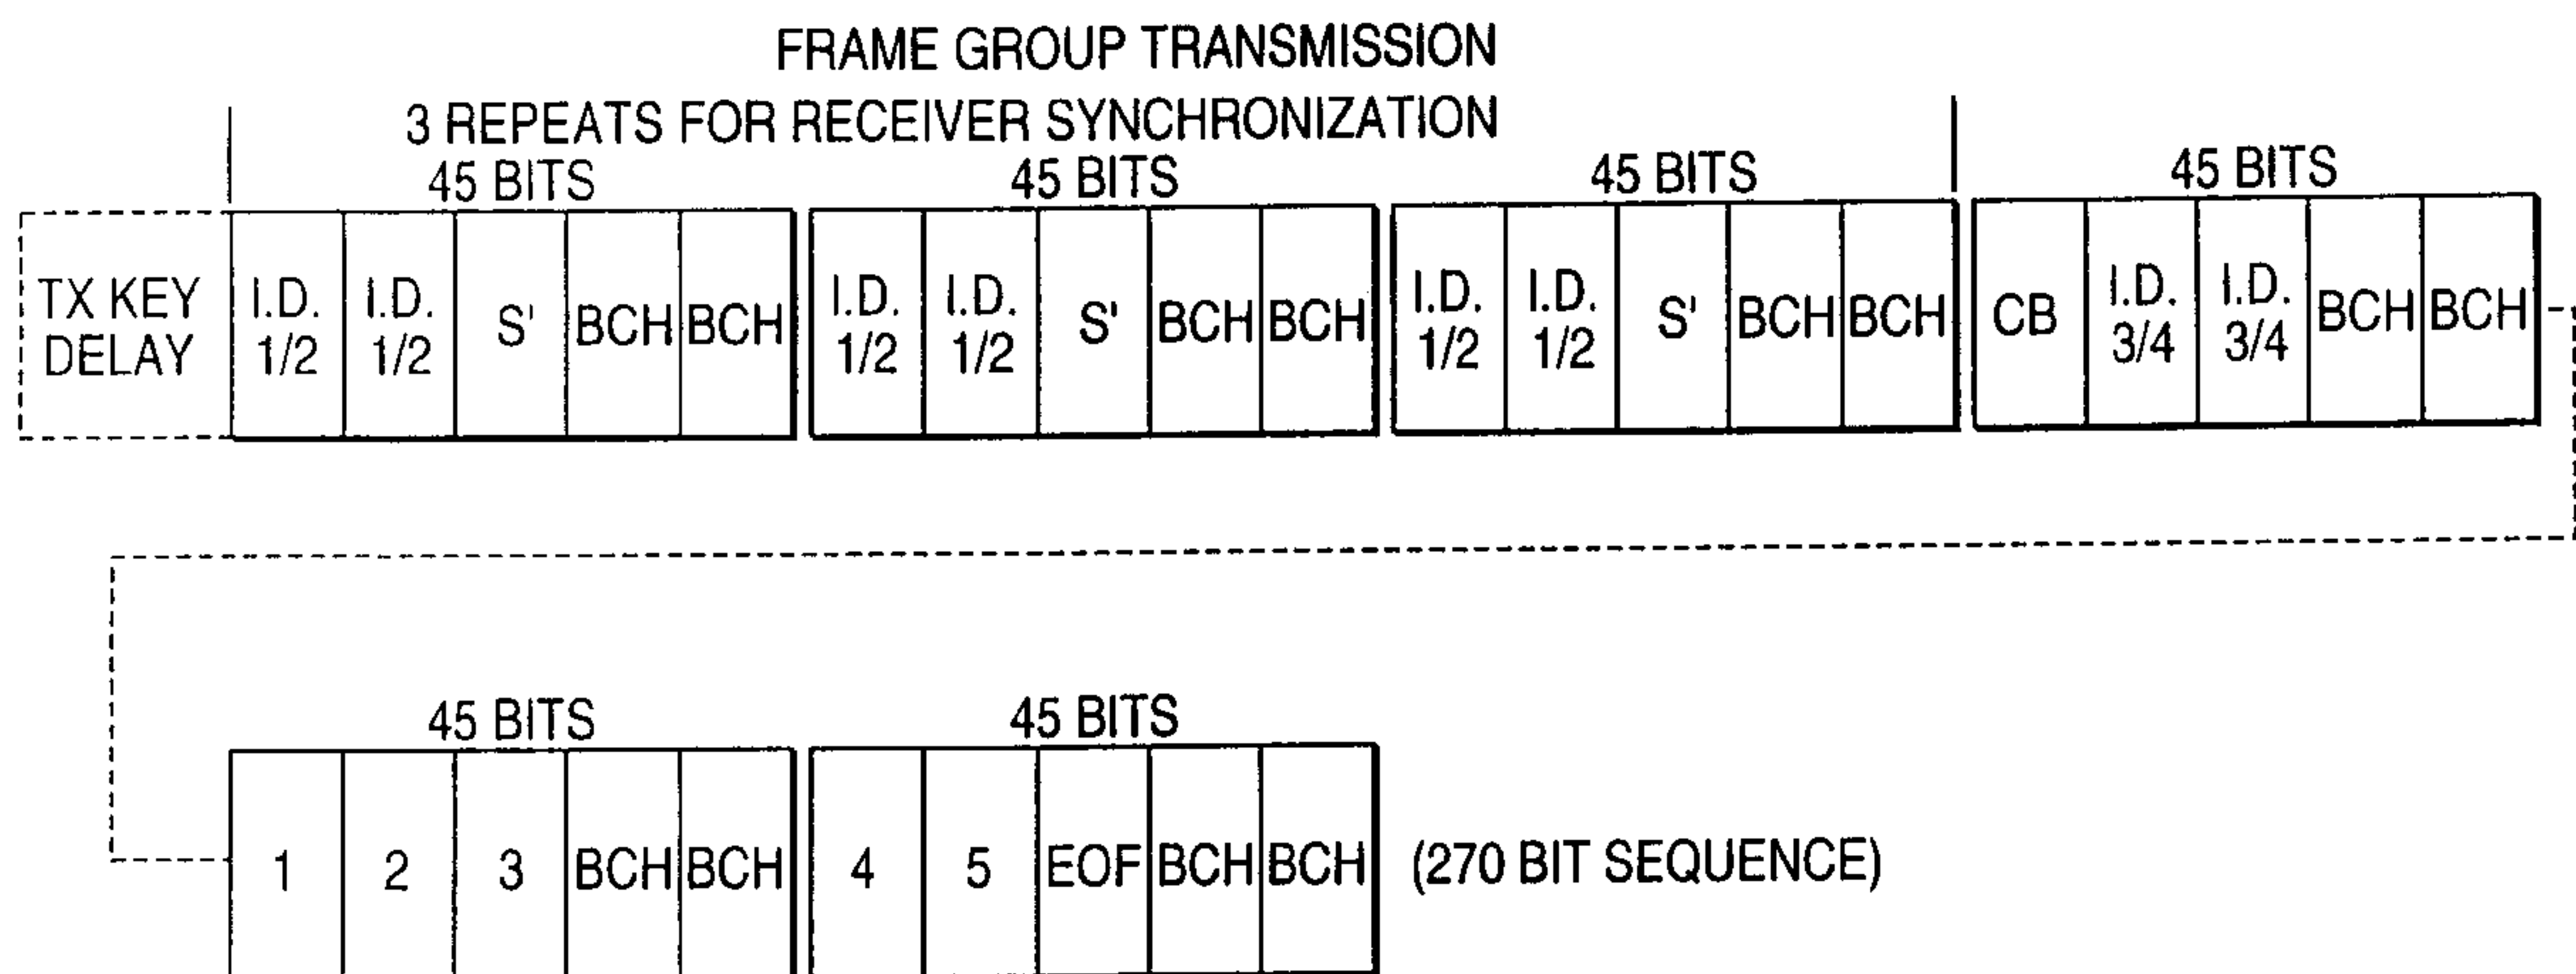 FRAME GROUP TRANSMISSION
3 REPEATS FOR RECEIVER SYNCHRONIZATION
45 BITS 45 BITS 45 BITS 45 BITS
TX KEY DELAY I.D. 1/2 I.D. 1/2 S' BCH BCH I.D. 1/2 I.D. 1/2 S' BCH BCH I.D. 1/2 I.D. 1/2 S' BCH BCH CB I.D. 3/4 I.D. 3/4 BCH BCH
45 BITS 45 BITS
1 2 3 BCH BCH 4 5 EOF BCH BCH (270 BIT SEQUENCE)